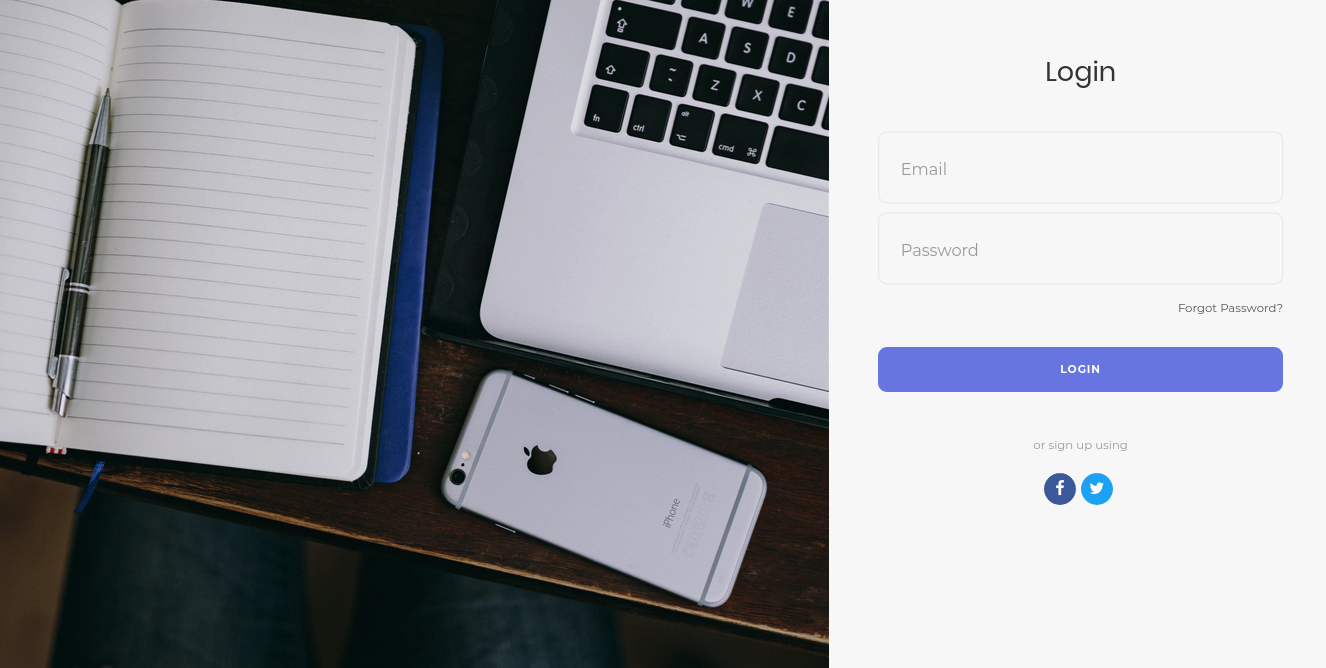 W
E
A
S
D
~
Z
X
C
fn
ctrl
alt
cmd ⌘
iPhone
Login
Email
Password
Forgot Password?
LOGIN
or sign up using